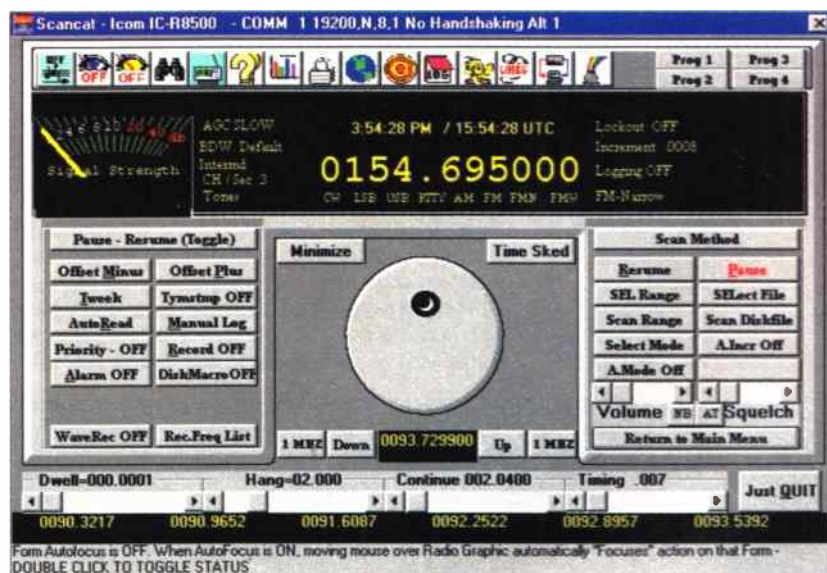 Scancat - Icom IC-R8500 - COMM 1 19200,N,8,1 No Handshaking Alt 1
OFF OFF
Prog 1 Prog 3
Prog 2 Prog 4
AGC SLOW
BDW Default
CH / Sec 3
Signal Strength
3:54:28 PM / 15:54:28 UTC
0154.695000
CW LSB USB RTTY AM FM FMN FMW
Lockout OFF
Increment .0008
Logging OFF
FM-Narrow
Pause - Resume (Toggle)
Offset Minus Offset Plus
Tweek Tymstmp OFF
AutoRead Manual Log
Priority - OFF Record OFF
Alarm OFF DiskMacroOFF
WaveRec OFF Rec.Freq List
Minimize Time Sked
1 MHZ Down 0093.729900 Up 1 MHZ
Scan Method
Resume Pause
SEL Range SELect File
Scan Range Scan Diskfile
Select Mode A.Incr Off
A.Mode Off
Volume NB AT Squelch
Return to Main Menu
Dwell=000.0001 Hang=02.000 Continue 002.0400 Timing .007
Just QUIT
0090.3217 0090.9652 0091.6087 0092.2522 0092.8957 0093.5392
Form Autofocus is OFF. When AutoFocus is ON, moving mouse over Radio Graphic automatically "Focuses" action on that Form -
DOUBLE CLICK TO TOGGLE STATUS